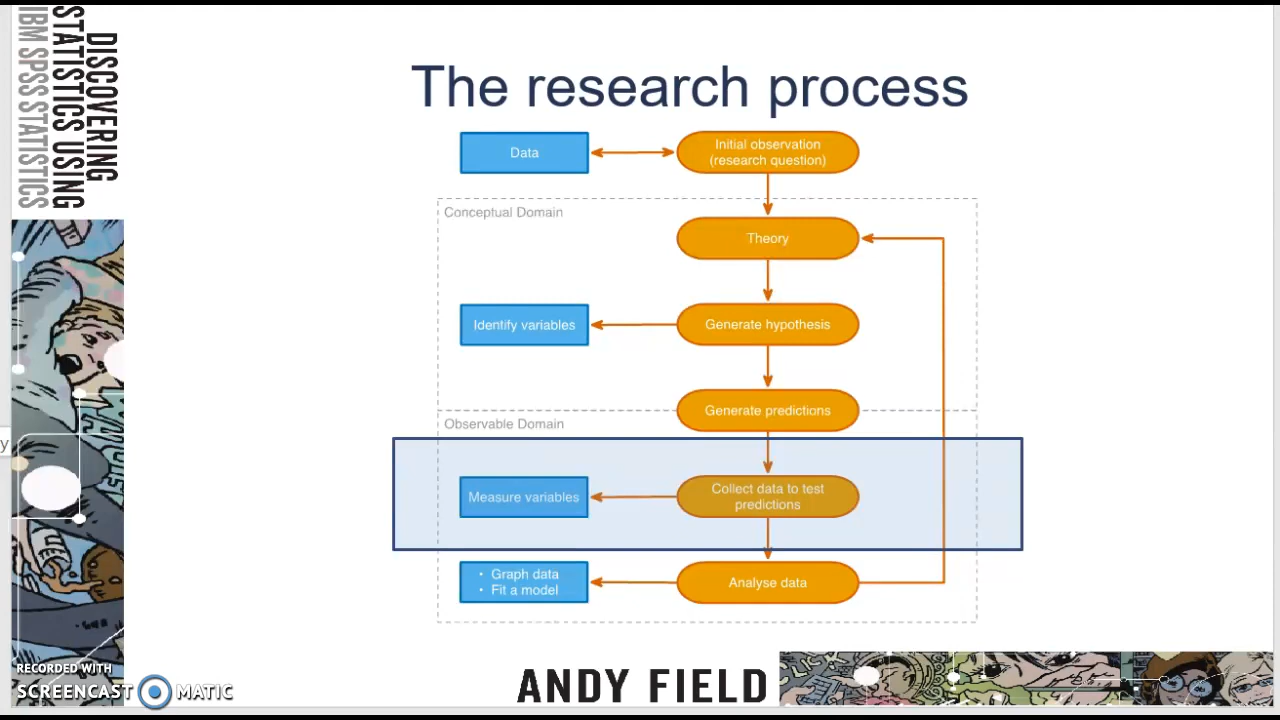 DISCOVERING
STATISTICS USING
IBM SPSS STATISTICS
The research process
Data
Initial observation
(research question)
Conceptual Domain
Theory
Identify variables
Generate hypothesis
Generate predictions
Observable Domain
y
Measure variables
Collect data to test
predictions
• Graph data
• Fit a model
Analyse data
RECORDED WITH
SCREENCAST MATIC
ANDY FIELD